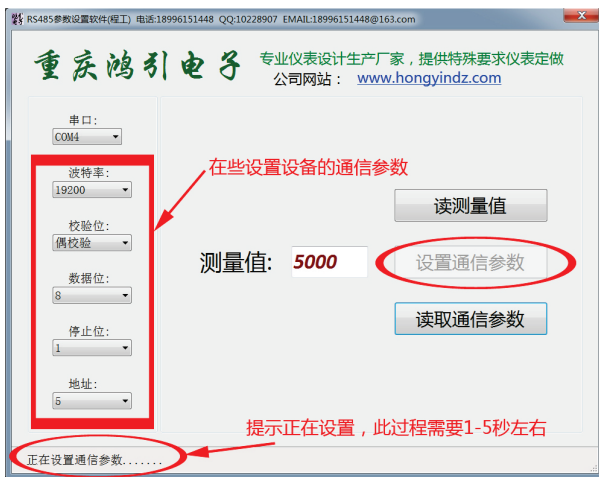 RS485参数设置软件(程工) 电话:18996151448 QQ:10228907 EMAIL:18996151448@163.com
重庆鸿引电子
专业仪表设计生产厂家，提供特殊要求仪表定做
公司网站： www.hongyindz.com
串口:
COM4
波特率:
19200
校验位:
偶校验
数据位:
8
停止位:
1
地址:
5
在些设置设备的通信参数
读测量值
测量值: 5000
设置通信参数
读取通信参数
提示正在设置，此过程需要1-5秒左右
正在设置通信参数.......